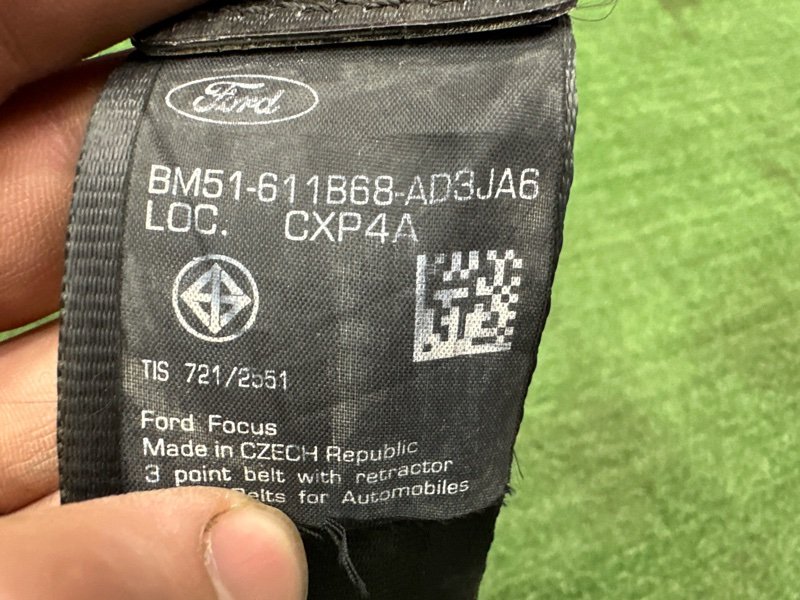 Ford
BM51-611B68-AD3JA6
LOC. CXP4A
TIS 721/2551
Ford Focus
Made in CZECH Republic
3 point belt with retractor
Belts for Automobiles